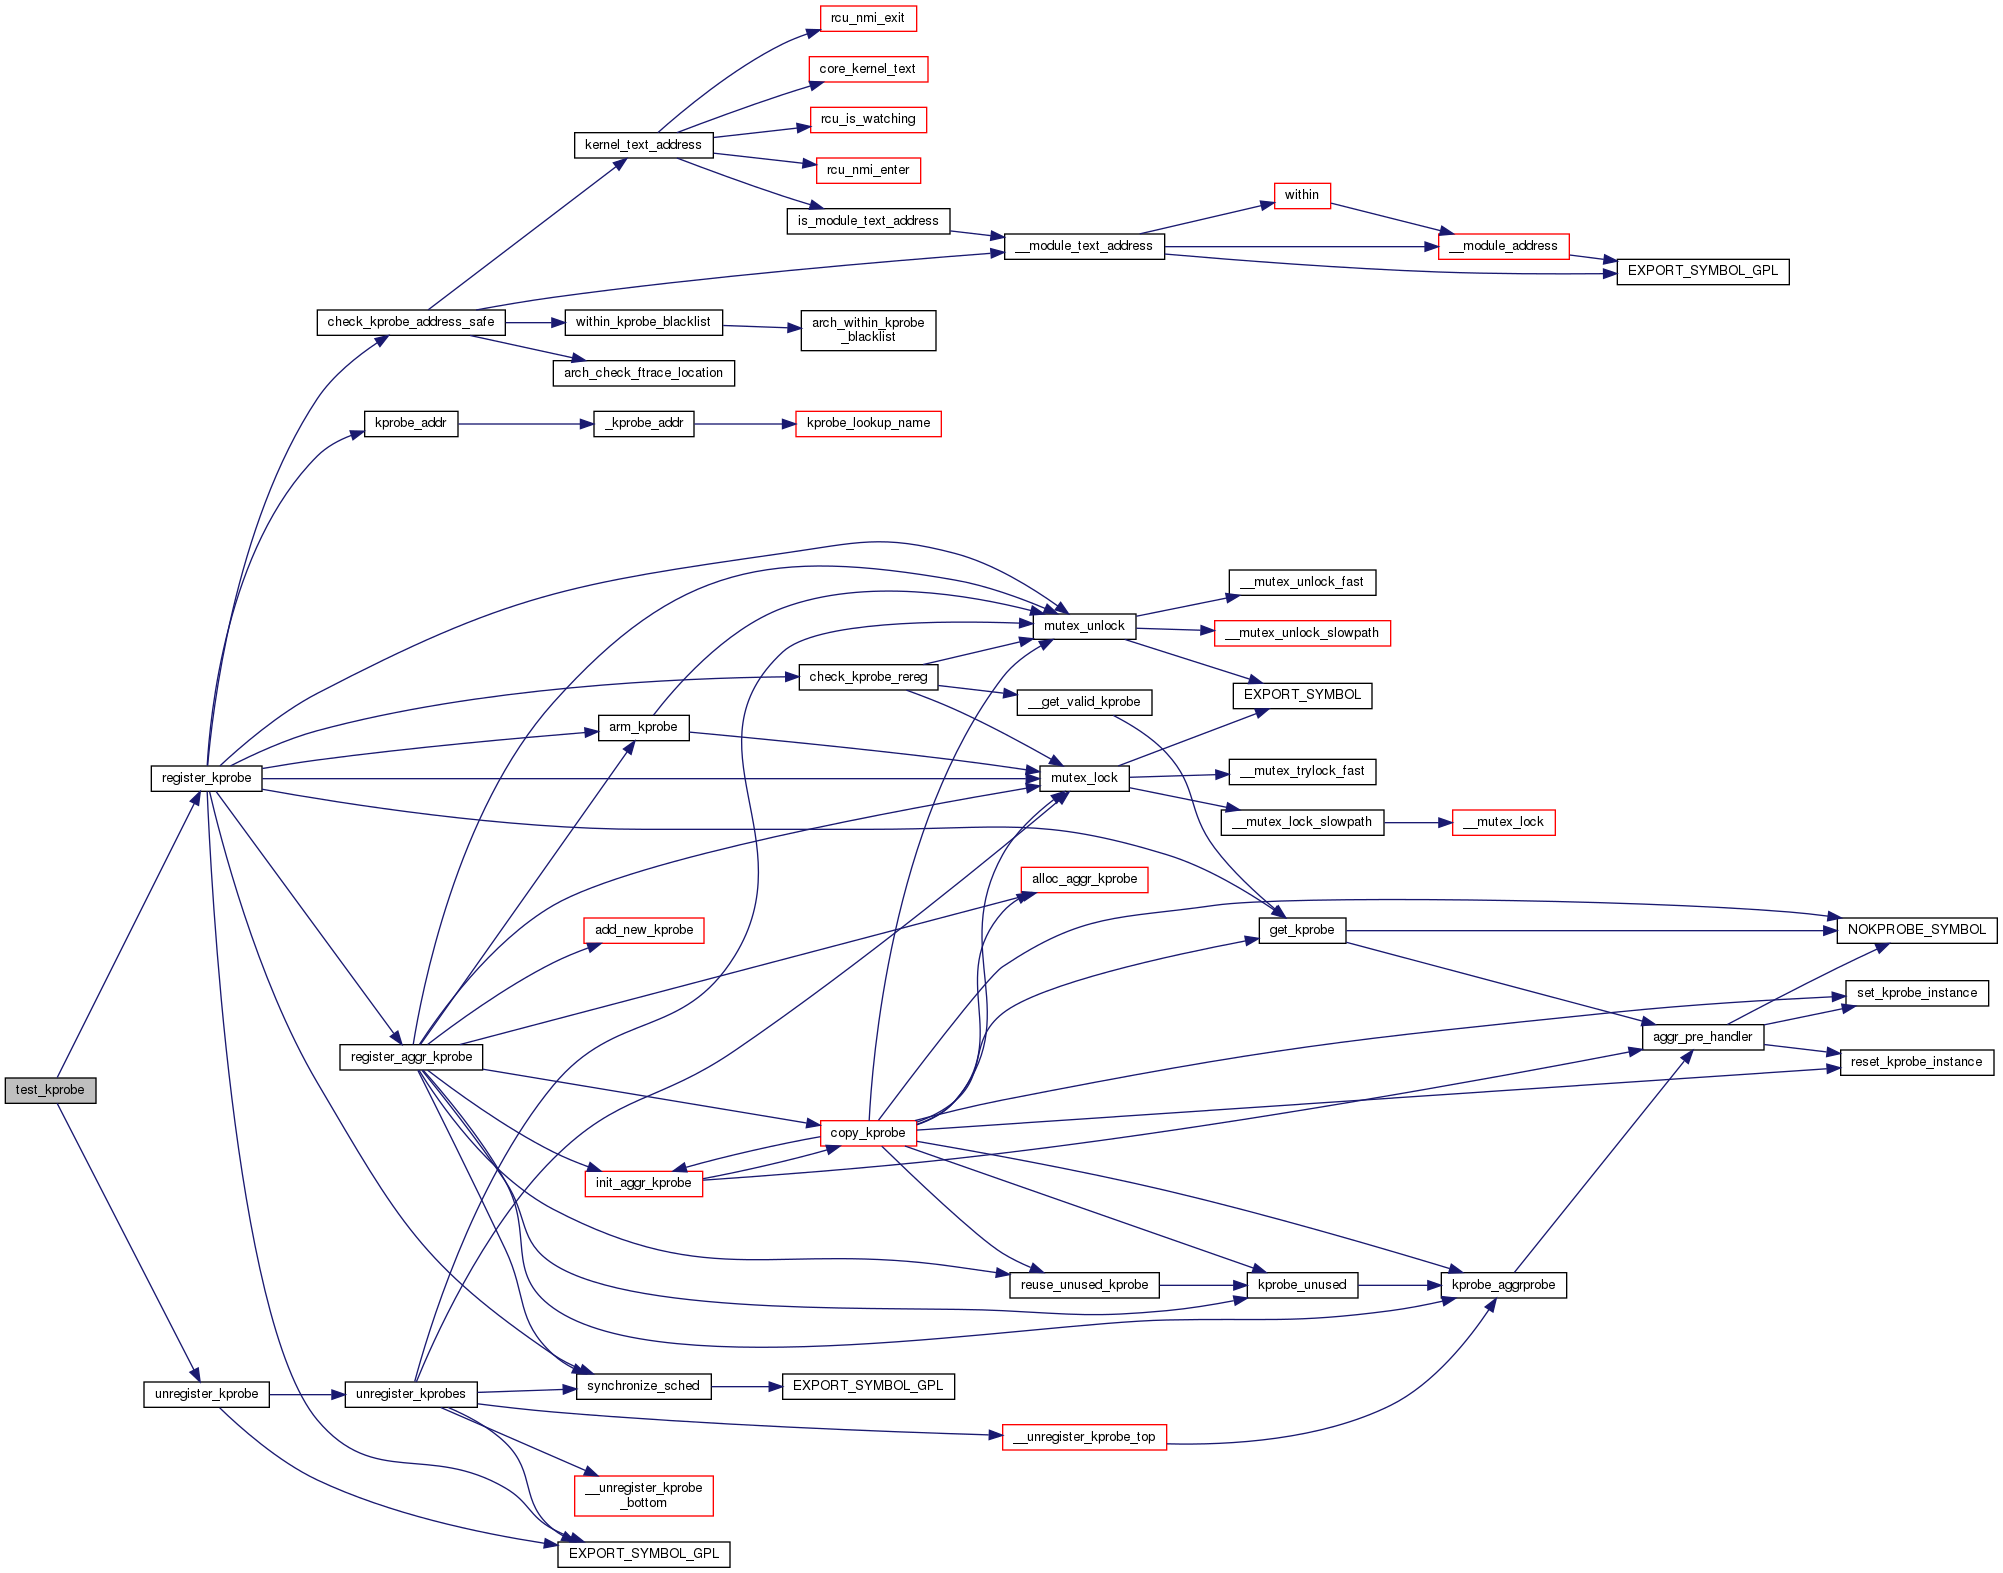 rcu_nmi_exit
core_kernel_text
rcu_is_watching
kernel_text_address
rcu_nmi_enter
within
is_module_text_address
__module_text_address
__module_address
EXPORT_SYMBOL_GPL
check_kprobe_address_safe
within_kprobe_blacklist
arch_within_kprobe
_blacklist
arch_check_ftrace_location
kprobe_addr
_kprobe_addr
kprobe_lookup_name
__mutex_unlock_fast
mutex_unlock
__mutex_unlock_slowpath
check_kprobe_rereg
__get_valid_kprobe
EXPORT_SYMBOL
arm_kprobe
register_kprobe
mutex_lock
__mutex_trylock_fast
__mutex_lock_slowpath
__mutex_lock
alloc_aggr_kprobe
add_new_kprobe
get_kprobe
NOKPROBE_SYMBOL
set_kprobe_instance
register_aggr_kprobe
aggr_pre_handler
reset_kprobe_instance
test_kprobe
copy_kprobe
init_aggr_kprobe
reuse_unused_kprobe
kprobe_unused
kprobe_aggrprobe
unregister_kprobe
unregister_kprobes
synchronize_sched
EXPORT_SYMBOL_GPL
__unregister_kprobe_top
__unregister_kprobe
_bottom
EXPORT_SYMBOL_GPL